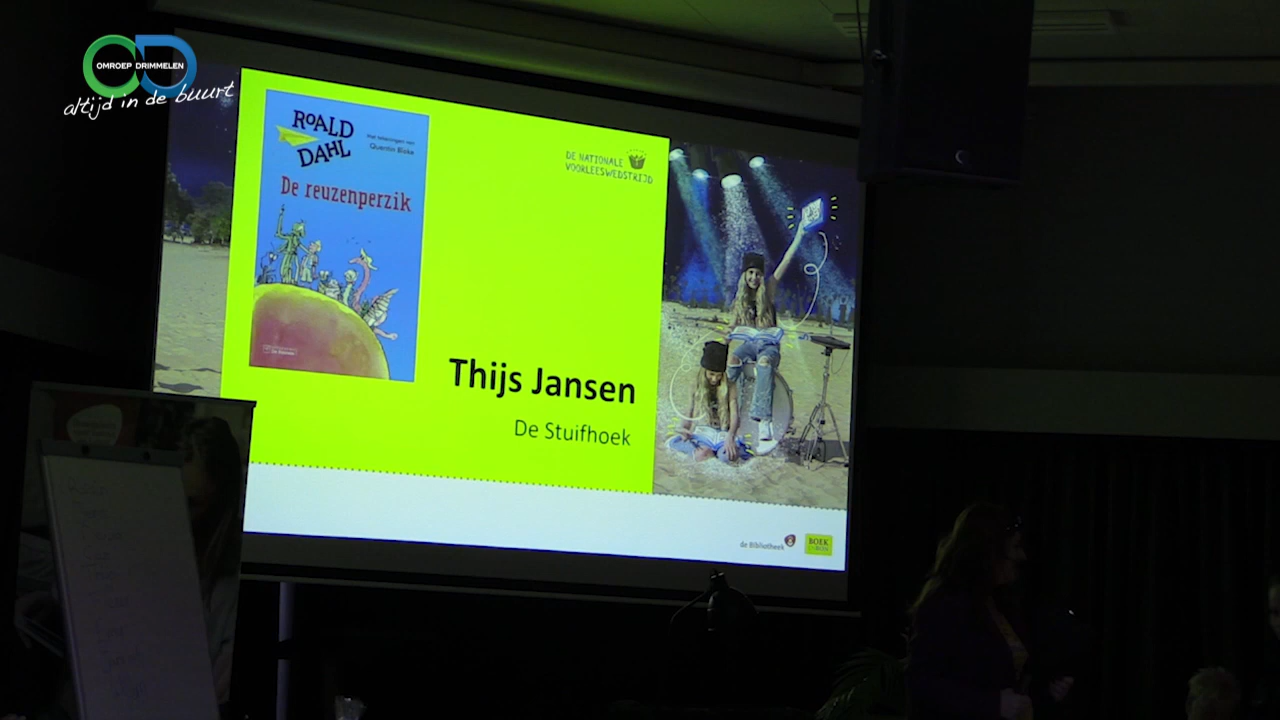 OMROEP DRIMMELEN
altijd in de buurt
ROALD
DAHL
Met tekeningen van
Quentin Blake
De reuzenperzik
DE NATIONALE
VOORLEESWEDSTRIJD
Thijs Jansen
De Stuifhoek
de Bibliotheek
BOEK